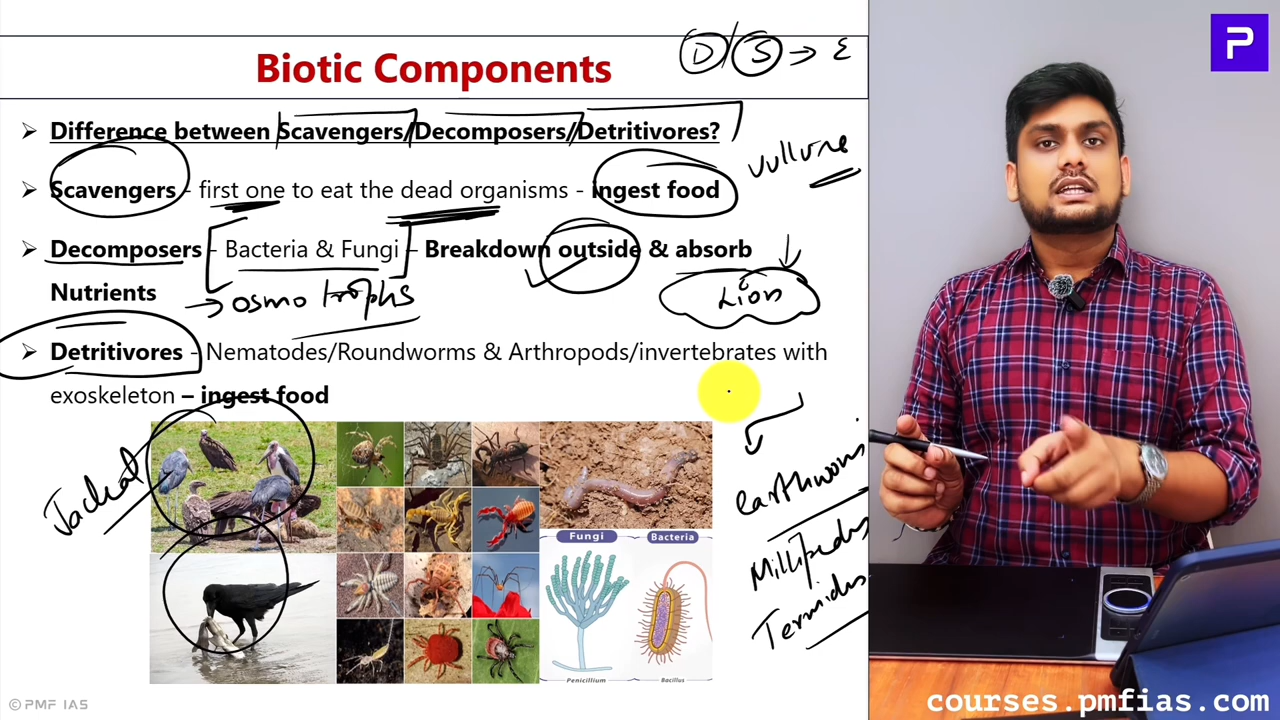 D/S → E
P
Biotic Components
➢ Difference between Scavengers/Decomposers/Detritivores?
vulture
➢ Scavengers - first one to eat the dead organisms - ingest food
➢ Decomposers - Bacteria & Fungi - Breakdown outside & absorb
Nutrients
→ osmo trophs
Lion
➢ Detritivores - Nematodes/Roundworms & Arthropods/invertebrates with
exoskeleton – ingest food
Jackal
earthworms
Millipedes
Termides
Fungi
Bacteria
Penicillium
Bacillus
© PMF IAS
courses.pmfias.com